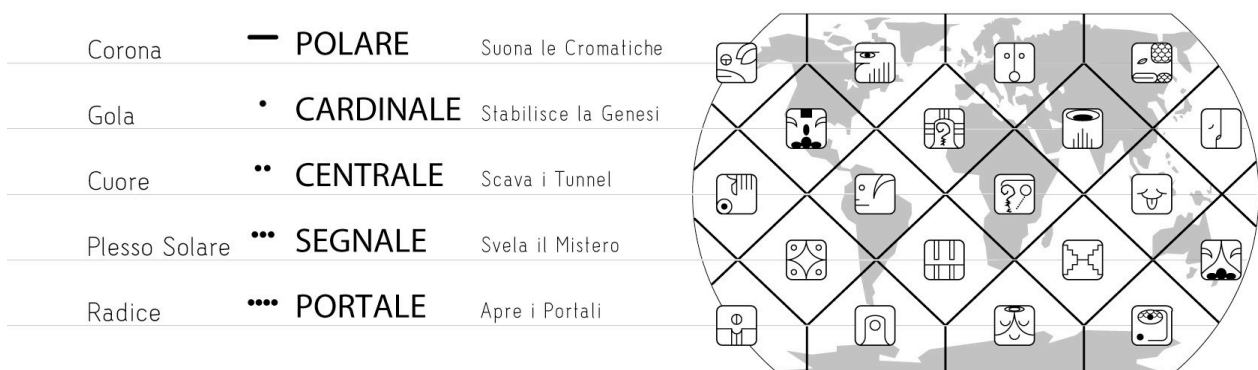 Corona POLARE Suona le Cromatiche
Gola CARDINALE Stabilisce la Genesi
Cuore CENTRALE Scava i Tunnel
Plesso Solare SEGNALE Svela il Mistero
Radice PORTALE Apre i Portali